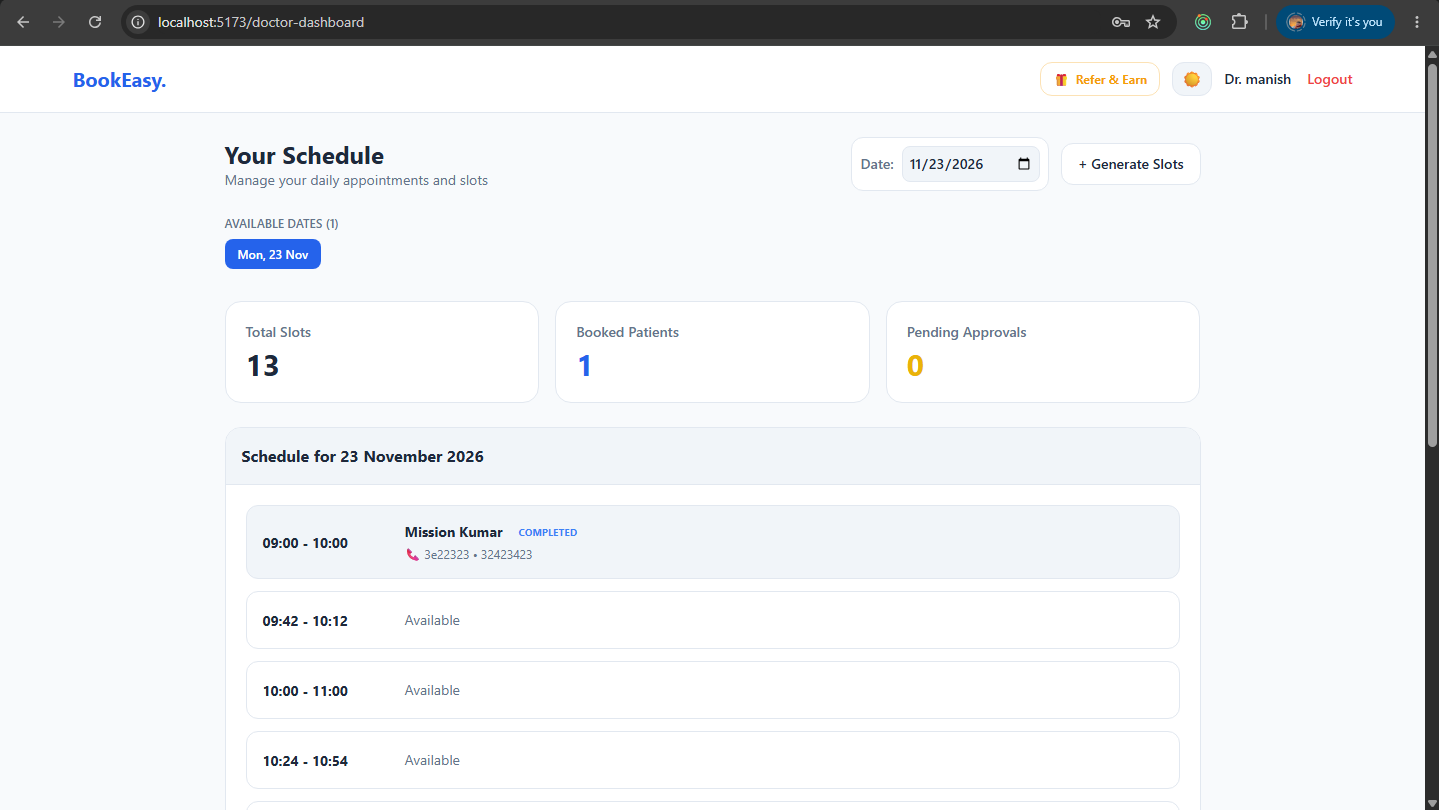 localhost:5173/doctor-dashboard
Verify it's you
BookEasy.
Refer & Earn
Dr. manish
Logout
Your Schedule
Manage your daily appointments and slots
Date:
11/23/2026
+ Generate Slots
AVAILABLE DATES (1)
Mon, 23 Nov
Total Slots
13
Booked Patients
1
Pending Approvals
0
Schedule for 23 November 2026
09:00 - 10:00
Mission Kumar
COMPLETED
3e22323 • 32423423
09:42 - 10:12
Available
10:00 - 11:00
Available
10:24 - 10:54
Available